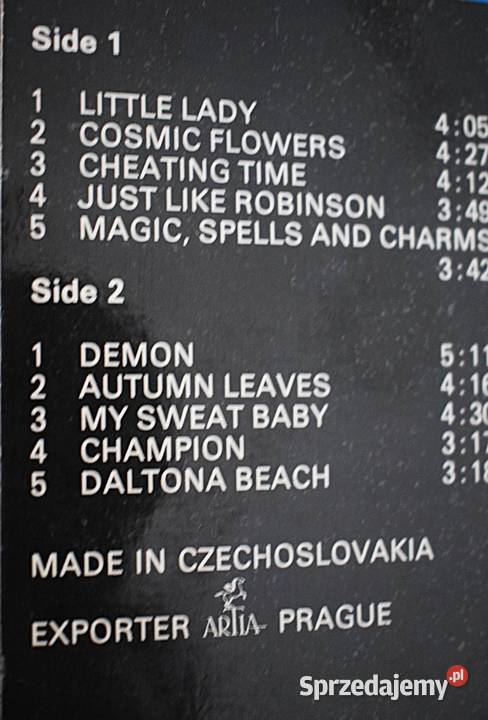 Side 1
1 LITTLE LADY 4:05
2 COSMIC FLOWERS 4:27
3 CHEATING TIME 4:12
4 JUST LIKE ROBINSON 3:49
5 MAGIC, SPELLS AND CHARMS
3:42
Side 2
1 DEMON 5:11
2 AUTUMN LEAVES 4:16
3 MY SWEAT BABY 4:30
4 CHAMPION 3:17
5 DALTONA BEACH 3:18
MADE IN CZECHOSLOVAKIA
EXPORTER ARTIA PRAGUE
Sprzedajemy.pl